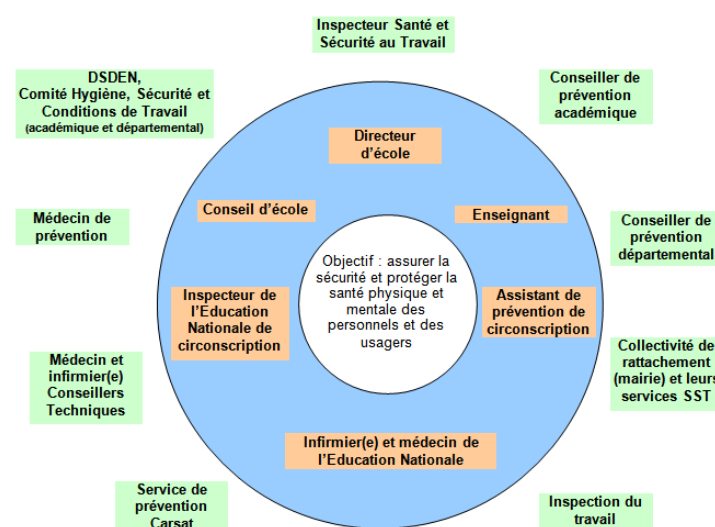 Inspecteur Santé et
Sécurité au Travail
DSDEN,
Comité Hygiène, Sécurité et
Conditions de Travail
(académique et départemental)
Conseiller de
prévention
académique
Directeur
d'école
Conseil d'école
Enseignant
Médecin de
prévention
Conseiller de
prévention
départemental
Objectif : assurer la
sécurité et protéger la
santé physique et
mentale des
personnels et des
usagers
Inspecteur de
l'Education
Nationale de
circonscription
Assistant de
prévention de
circonscription
Médecin et
infirmier(e)
Conseillers
Techniques
Collectivité de
rattachement
(mairie) et leurs
services SST
Infirmier(e) et médecin de
l'Education Nationale
Service de
prévention
Carsat
Inspection du
travail